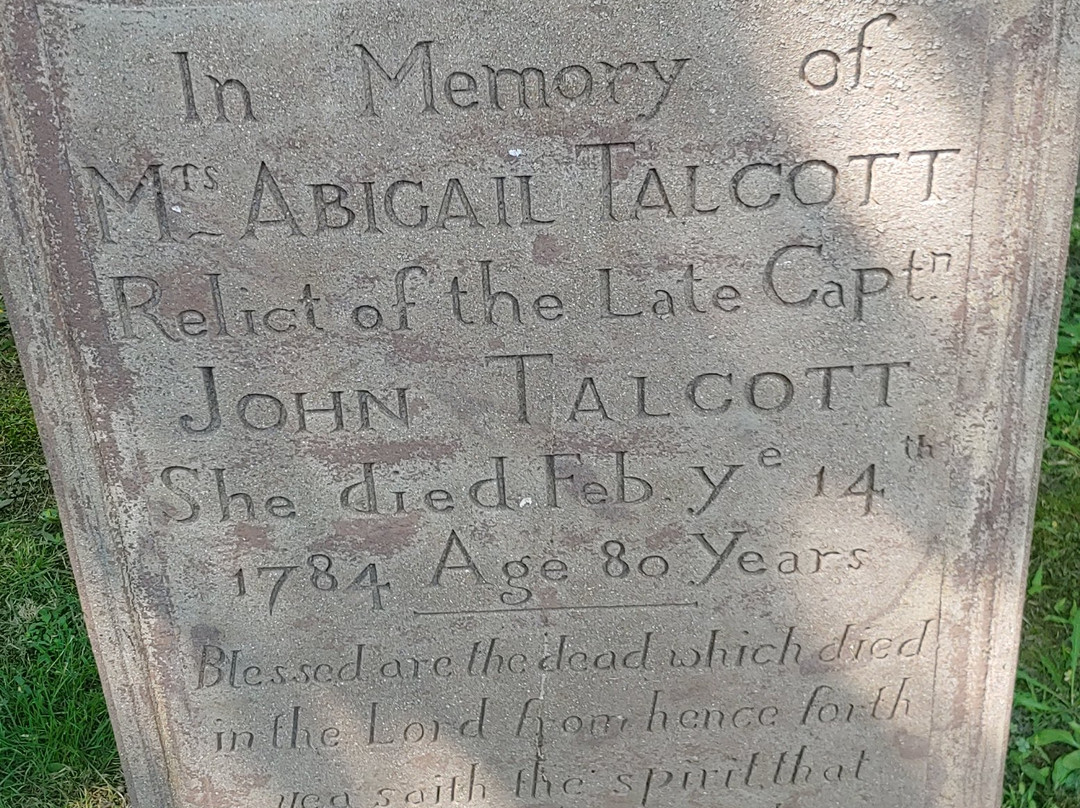 In Memory of
Mrs ABIGAIL TALCOTT
Relict of the Late Captn.
JOHN TALCOTT
She died Feb. ye 14th
1784 Age 80 Years
Blessed are the dead which died
in the Lord from hence forth
yea saith the spirit that